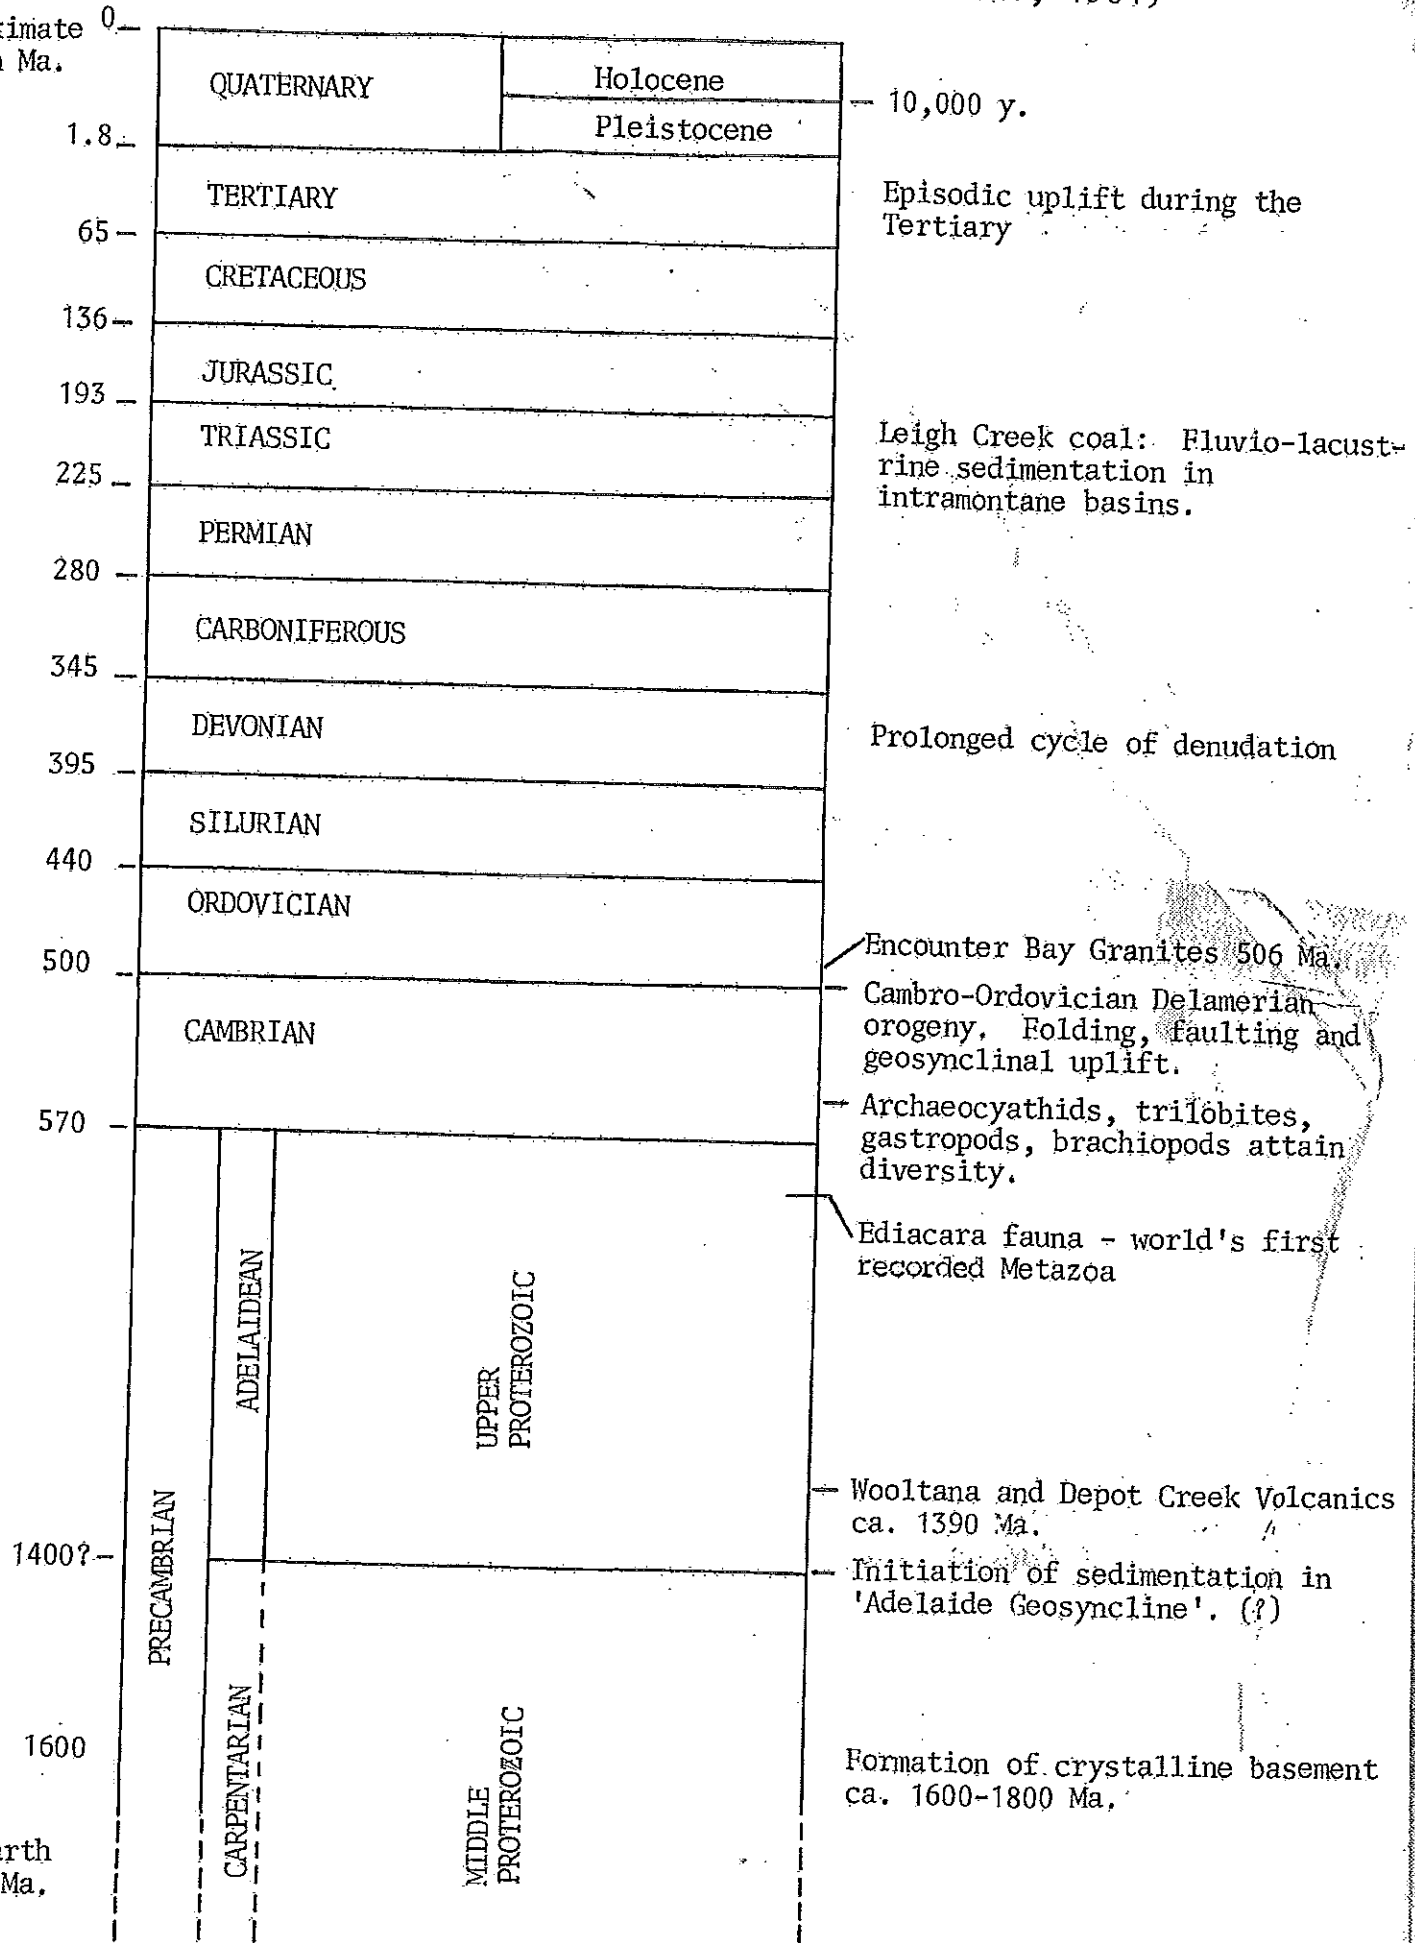 0
Ma.
QUATERNARY
Holocene
10,000 y.
Pleistocene
1.8
TERTIARY
Episodic uplift during the
Tertiary
65
CRETACEOUS
136
JURASSIC
193
TRIASSIC
Leigh Creek coal: Fluvio-lacust-
rine sedimentation in
intramontane basins.
225
PERMIAN
280
CARBONIFEROUS
345
DEVONIAN
Prolonged cycle of denudation
395
SILURIAN
440
ORDOVICIAN
Encounter Bay Granites 506 Ma.
500
Cambro-Ordovician Delamerian
orogeny. Folding, faulting and
geosynclinal uplift.
CAMBRIAN
Archaeocyathids, trilobites,
gastropods, brachiopods attain
diversity.
570
Ediacara fauna - world's first
recorded Metazoa
ADELAIDEAN
UPPER
PROTEROZOIC
Wooltana and Depot Creek Volcanics
ca. 1390 Ma.
PRECAMBRIAN
1400?
Initiation of sedimentation in
'Adelaide Geosyncline'. (?)
CARPENTARIAN
MIDDLE
PROTEROZOIC
1600
Formation of crystalline basement
ca. 1600-1800 Ma.
Ma.